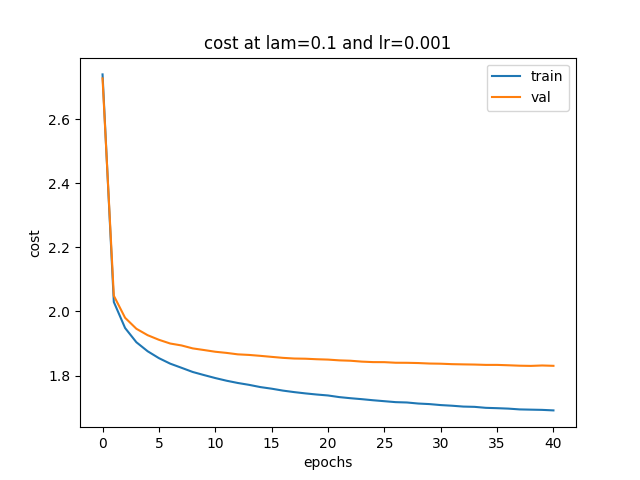 cost at lam=0.1 and lr=0.001
train
val
2.6
2.4
2.2
2.0
1.8
cost
0 5 10 15 20 25 30 35 40
epochs